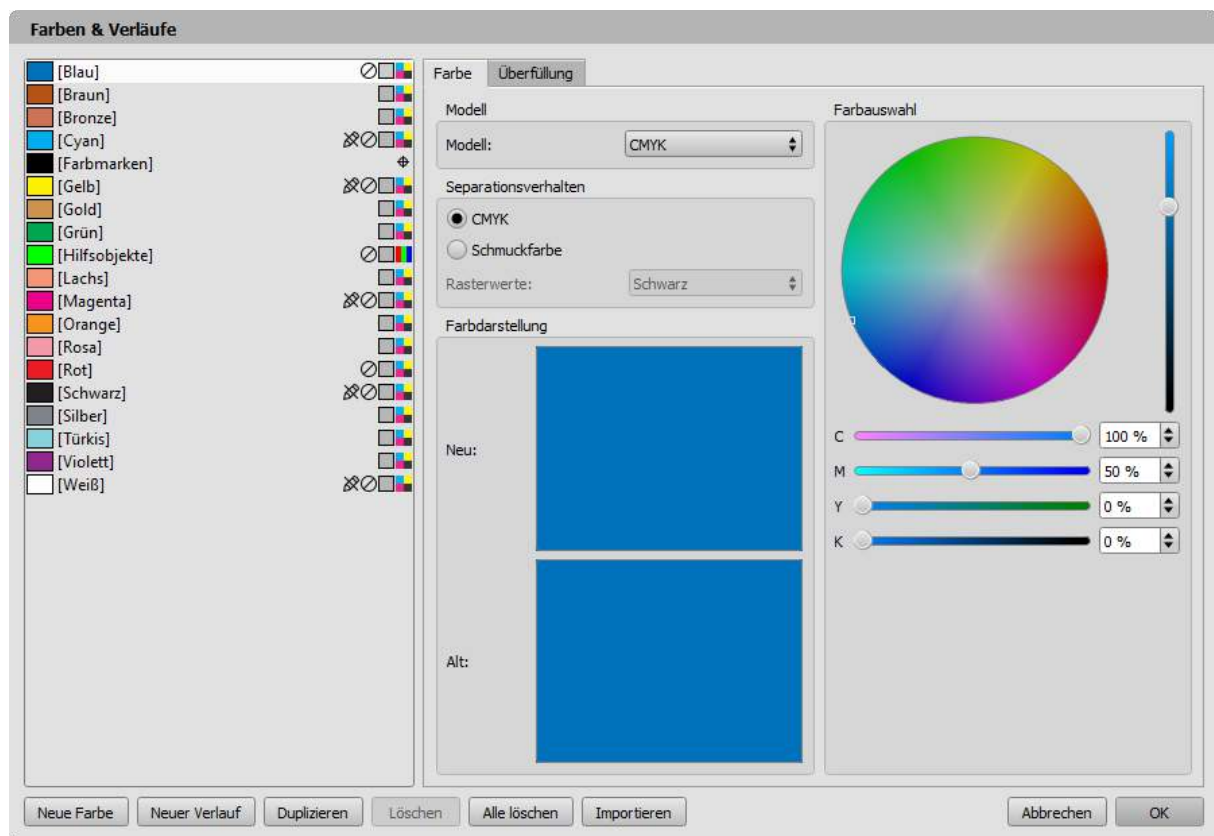 Farben & Verläufe
[Blau]
[Braun]
[Bronze]
[Cyan]
[Farbmarken]
[Gelb]
[Gold]
[Grün]
[Hilfsobjekte]
[Lachs]
[Magenta]
[Orange]
[Rosa]
[Rot]
[Schwarz]
[Silber]
[Türkis]
[Violett]
[Weiß]
Farbe Überfüllung
Modell
Modell: CMYK
Separationsverhalten
CMYK
Schmuckfarbe
Rasterwerte: Schwarz
Farbdarstellung
Neu:
Alt:
Farbauswahl
C 100 %
M 50 %
Y 0 %
K 0 %
Neue Farbe Neuer Verlauf Duplizieren Löschen Alle löschen Importieren Abbrechen OK